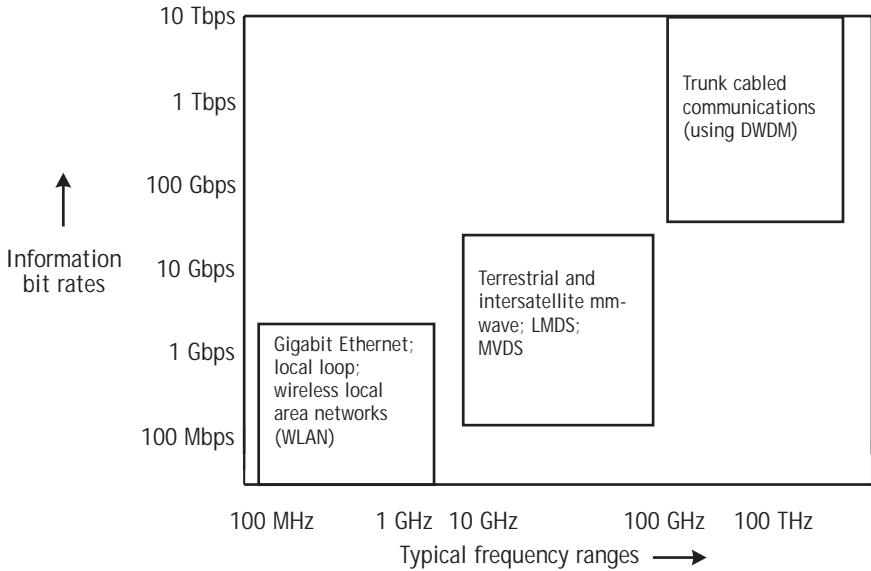 10 Tbps
1 Tbps
100 Gbps
10 Gbps
1 Gbps
100 Mbps
Information
bit rates
Trunk cabled
communications
(using DWDM)
Terrestrial and
intersatellite mm-
wave; LMDS;
MVDS
Gigabit Ethernet;
local loop;
wireless local
area networks
(WLAN)
100 MHz 1 GHz 10 GHz 100 GHz 100 THz
Typical frequency ranges